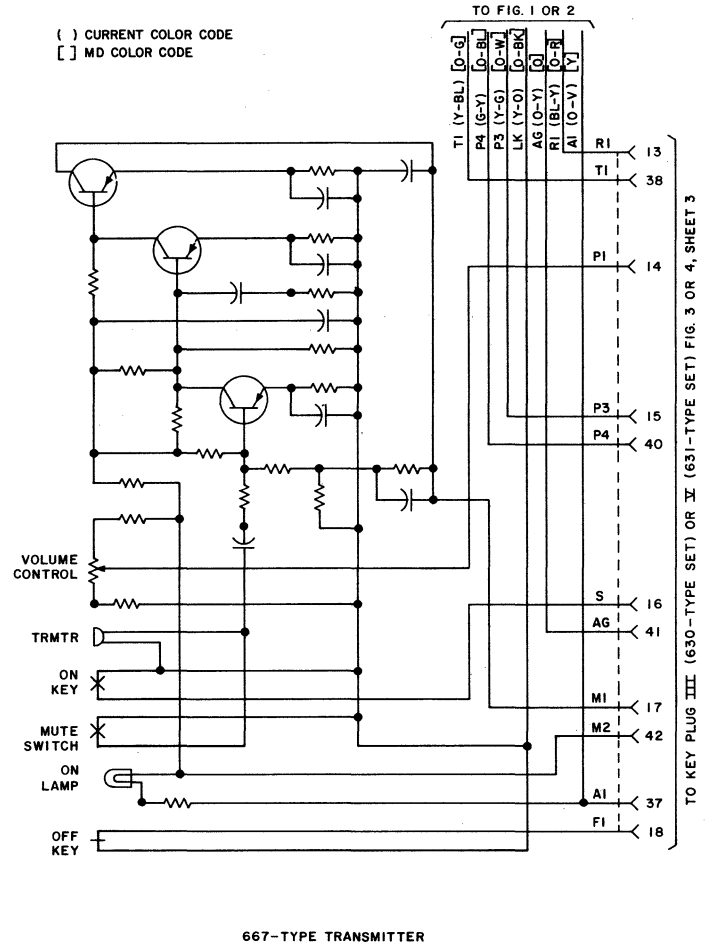 TO FIG. 1 OR 2
( ) CURRENT COLOR CODE
[ ] MD COLOR CODE
T1 (Y-BL) [O-G]
P4 (G-Y) [O-BL]
P3 (Y-G) [O-W]
LK (Y-O) [O-BK]
AG (O-Y) [O]
R1 (BL-Y) [O-R]
A1 (O-V) [Y]
R1 13
T1 38
P1 14
P3 15
P4 40
VOLUME
CONTROL
S 16
TRMTR
AG 41
ON
KEY
M1 17
MUTE
SWITCH
M2 42
ON
LAMP
A1 37
F1 18
OFF
KEY
TO KEY PLUG III (630-TYPE SET) OR V (631-TYPE SET) FIG. 3 OR 4, SHEET 3
667-TYPE TRANSMITTER